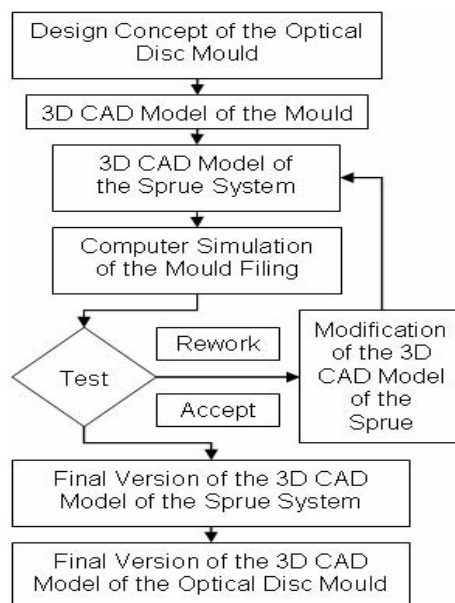 Design Concept of the Optical
Disc Mould
3D CAD Model of the Mould
3D CAD Model of
the Sprue System
Computer Simulation
of the Mould Filing
Test
Rework
Accept
Modification
of the 3D
CAD Model
of the
Sprue
Final Version of the 3D CAD
Model of the Sprue System
Final Version of the 3D CAD
Model of the Optical Disc Mould